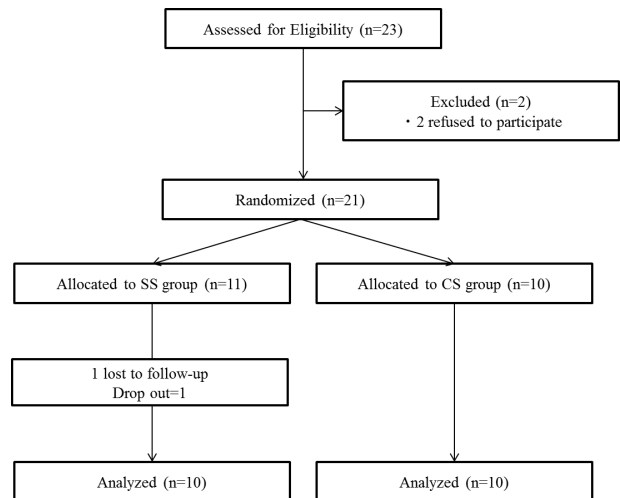 Assessed for Eligibility (n=23)
Excluded (n=2)
・2 refused to participate
Randomized (n=21)
Allocated to SS group (n=11)
Allocated to CS group (n=10)
1 lost to follow-up
Drop out=1
Analyzed (n=10)
Analyzed (n=10)